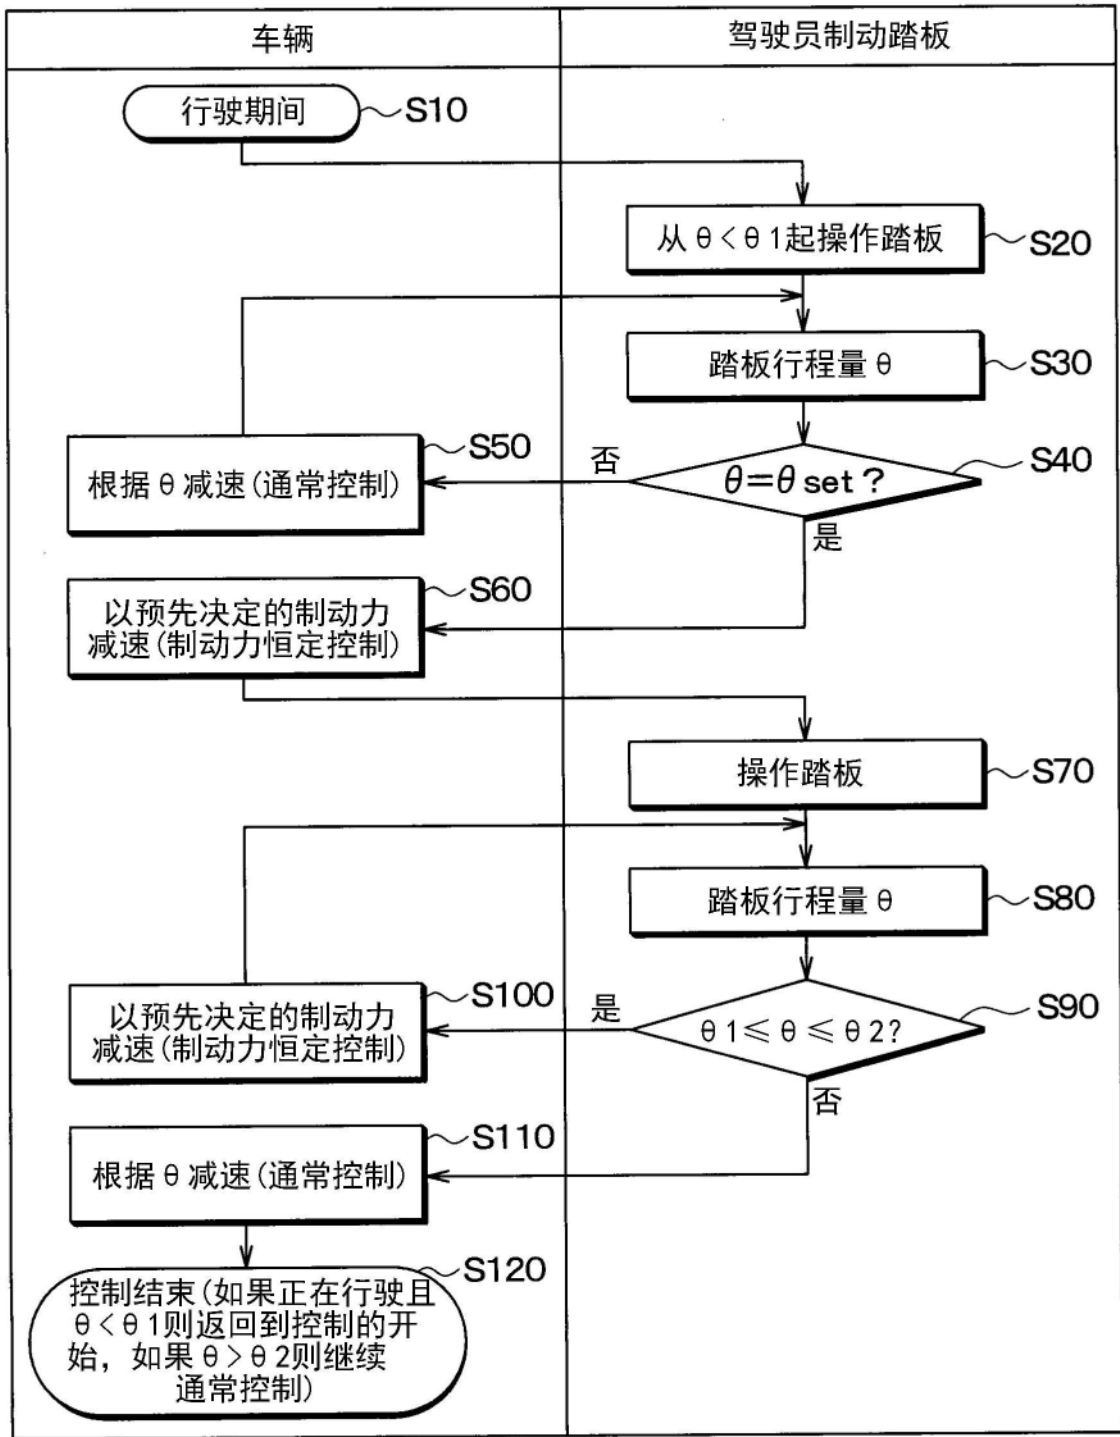 车辆
驾驶员制动踏板
行驶期间
S10
从θ<θ1起操作踏板
S20
踏板行程量θ
S30
θ=θset?
S40
否
是
根据θ减速(通常控制)
S50
以预先决定的制动力
减速(制动力恒定控制)
S60
操作踏板
S70
踏板行程量θ
S80
θ1≤θ≤θ2?
S90
是
否
以预先决定的制动力
减速(制动力恒定控制)
S100
根据θ减速(通常控制)
S110
控制结束(如果正在行驶且
θ<θ1则返回到控制的开
始，如果θ>θ2则继续
通常控制)
S120